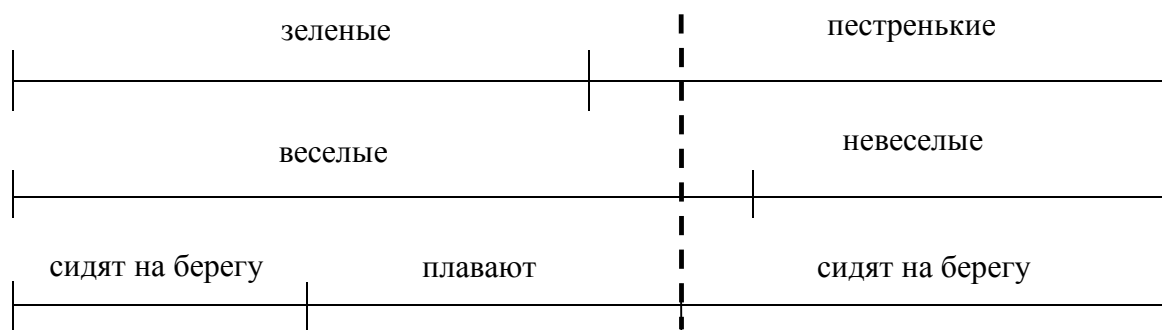 зеленые пестренькие
веселые невеселые
сидят на берегу плавают сидят на берегу